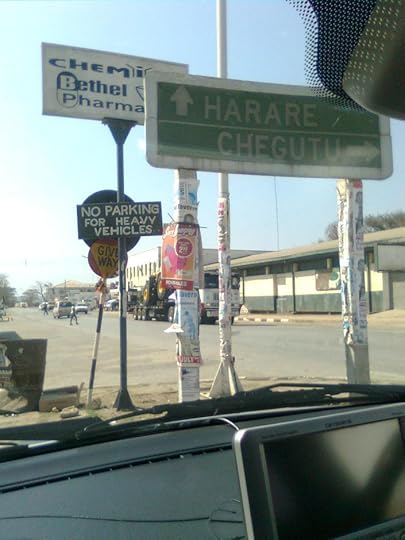 CHEMI
Bethel
Pharma
HARARE
CHEGUTU
NO PARKING
FOR HEAVY
VEHICLES
GIVE
WAY